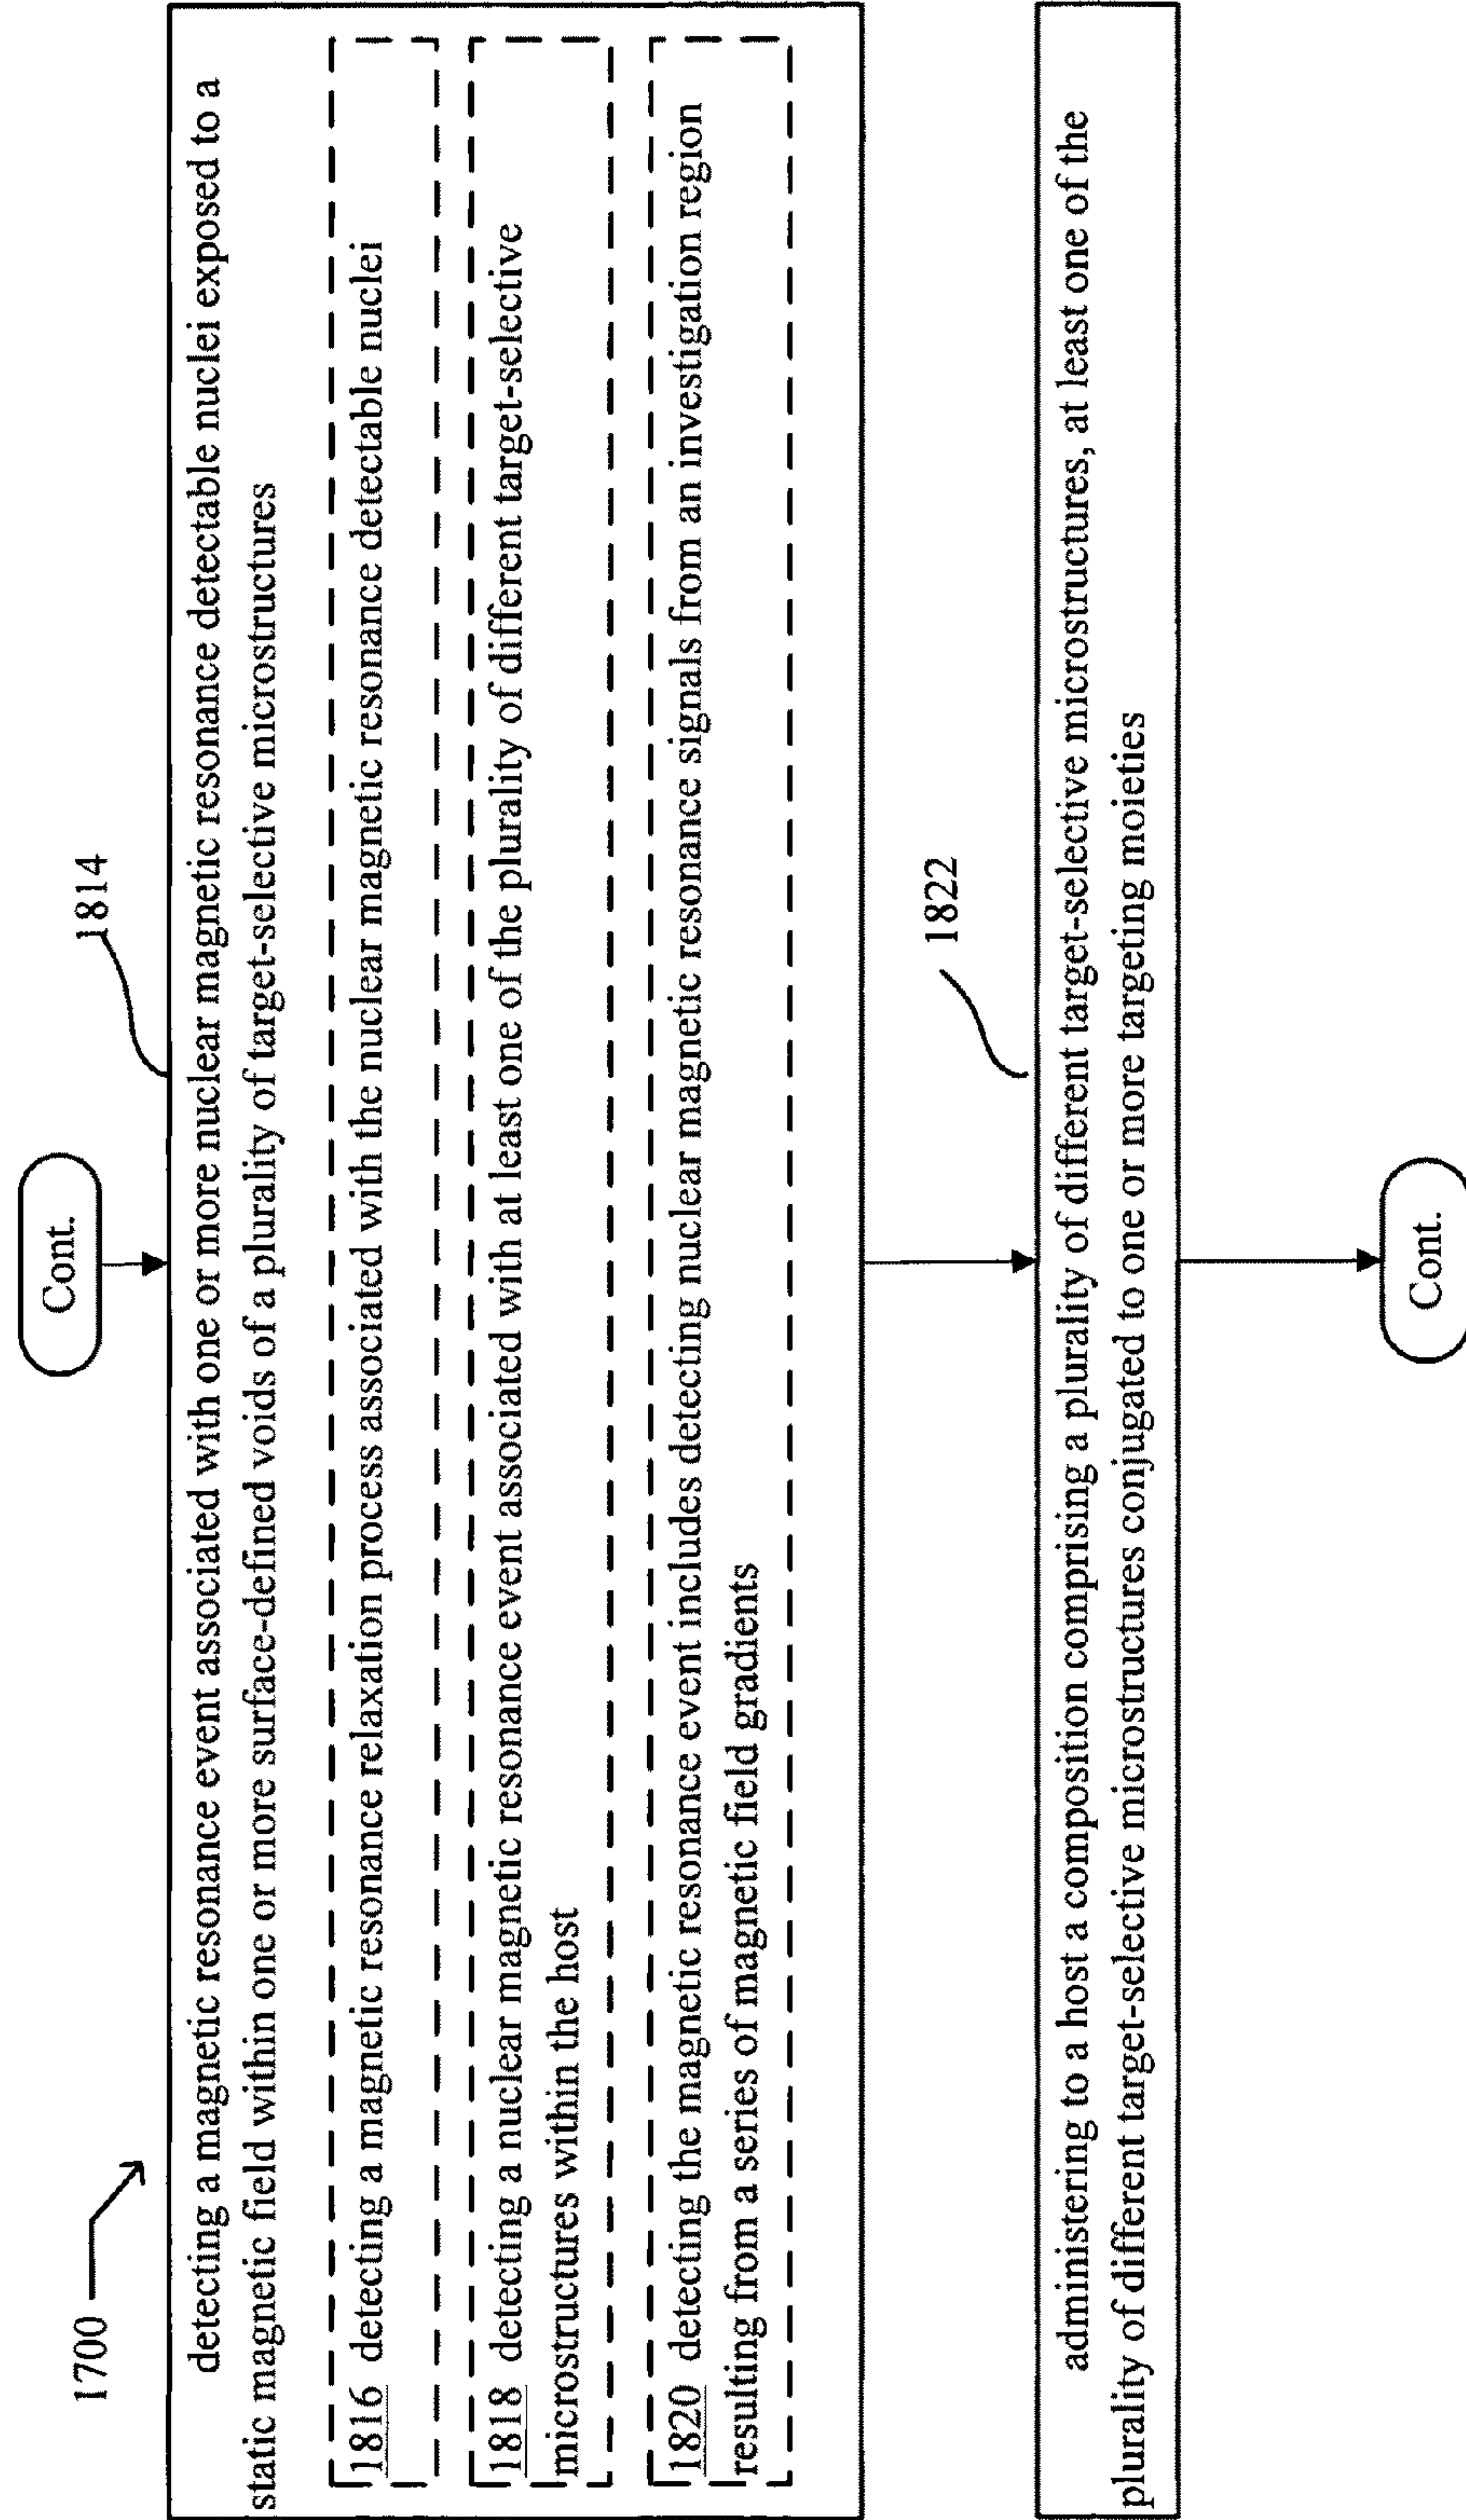 1700
Cont.
1814
detecting a magnetic resonance event associated with one or more nuclear magnetic resonance detectable nuclei exposed to a
static magnetic field within one or more surface-defined voids of a plurality of target-selective microstructures
1816 detecting a magnetic resonance relaxation process associated with the nuclear magnetic resonance detectable nuclei
1818 detecting a nuclear magnetic resonance event associated with at least one of the plurality of different target-selective
microstructures within the host
1820 detecting the magnetic resonance event includes detecting nuclear magnetic resonance signals from an investigation region
resulting from a series of magnetic field gradients
1822
administering to a host a composition comprising a plurality of different target-selective microstructures, at least one of the
plurality of different target-selective microstructures conjugated to one or more targeting moieties
Cont.